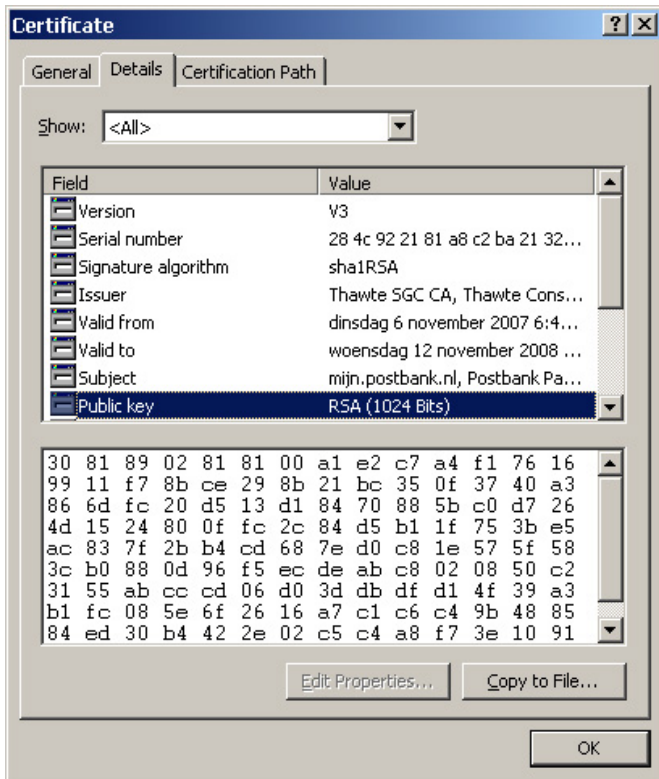 Certificate
General Details Certification Path
Show: <All>
Field Value
Version V3
Serial number 28 4c 92 21 81 a8 c2 ba 21 32...
Signature algorithm sha1RSA
Issuer Thawte SGC CA, Thawte Cons...
Valid from dinsdag 6 november 2007 6:4...
Valid to woensdag 12 november 2008 ...
Subject mijn.postbank.nl, Postbank Pa...
Public key RSA (1024 Bits)
30 81 89 02 81 81 00 a1 e2 c7 a4 f1 76 16
99 11 f7 8b ce 29 8b 21 bc 35 0f 37 40 a3
86 6d fc 20 d5 13 d1 84 70 88 5b c0 d7 26
4d 15 24 80 0f fc 2c 84 d5 b1 1f 75 3b e5
ac 83 7f 2b b4 cd 68 7e d0 c8 1e 57 5f 58
3c b0 88 0d 96 f5 ec de ab c8 02 08 50 c2
31 55 ab cc cd 06 d0 3d db df d1 4f 39 a3
b1 fc 08 5e 6f 26 16 a7 c1 c6 c4 9b 48 85
84 ed 30 b4 42 2e 02 c5 c4 a8 f7 3e 10 91
Edit Properties... Copy to File...
OK